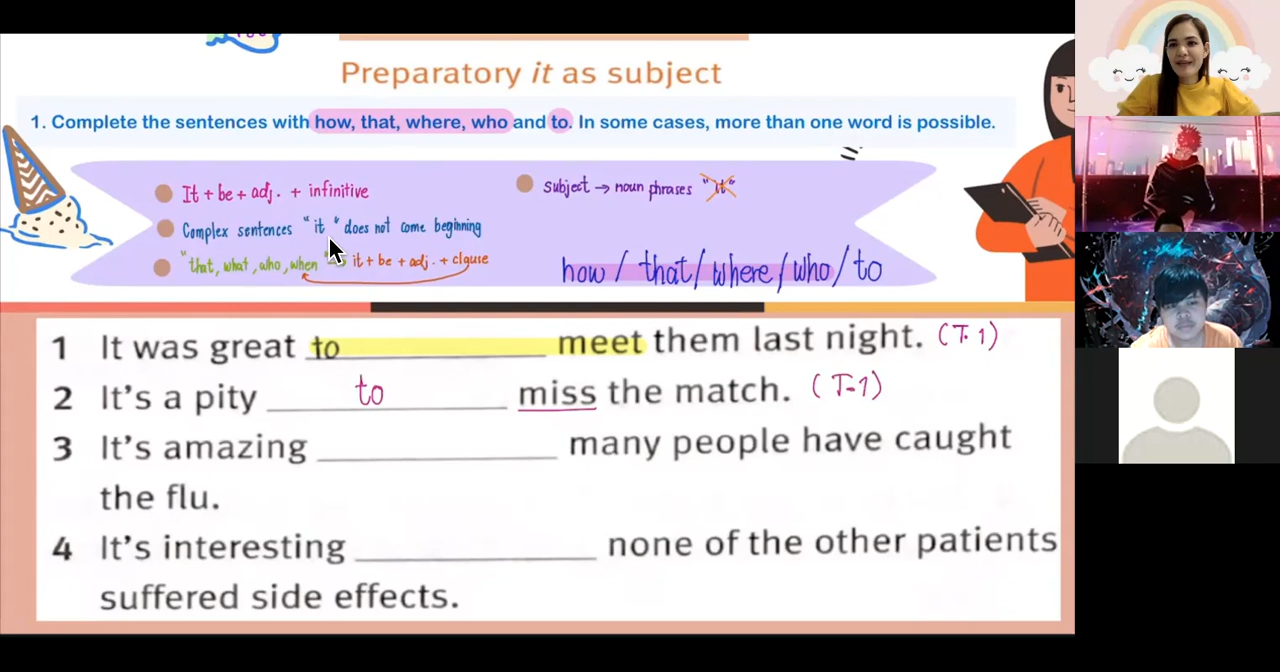 Preparatory it as subject
1. Complete the sentences with how, that, where, who and to. In some cases, more than one word is possible.
It + be + adj. + infinitive
Complex sentences "it" does not come beginning
"that, what, who, when it + be + adj. + clause
Subject → noun phrases "it"
how / that / where / who / to
1 It was great to meet them last night. (T.1)
2 It's a pity to miss the match. (T-1)
3 It's amazing many people have caught
the flu.
4 It's interesting none of the other patients
suffered side effects.